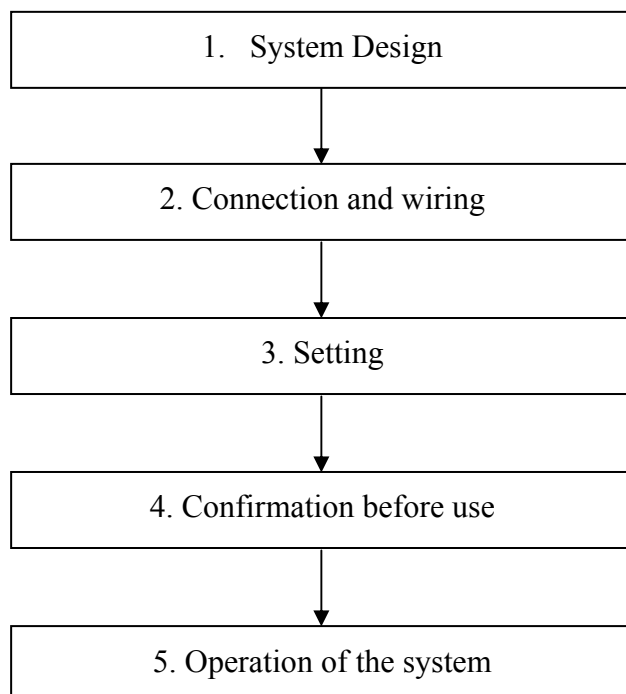 1. System Design
2. Connection and wiring
3. Setting
4. Confirmation before use
5. Operation of the system